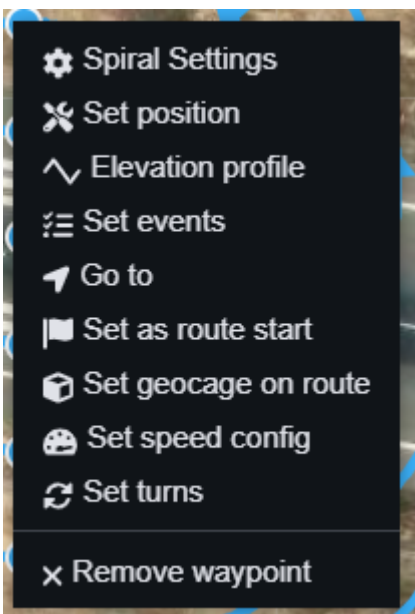 Spiral Settings
Set position
Elevation profile
Set events
Go to
Set as route start
Set geocage on route
Set speed config
Set turns
Remove waypoint